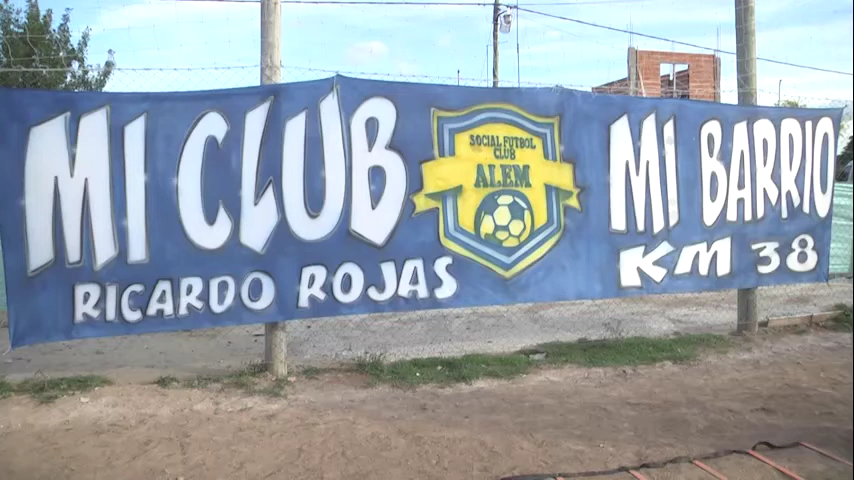 MI CLUB
RICARDO ROJAS
SOCIAL FUTBOL
CLUB
ALEM
MI BARRIO
KM 38